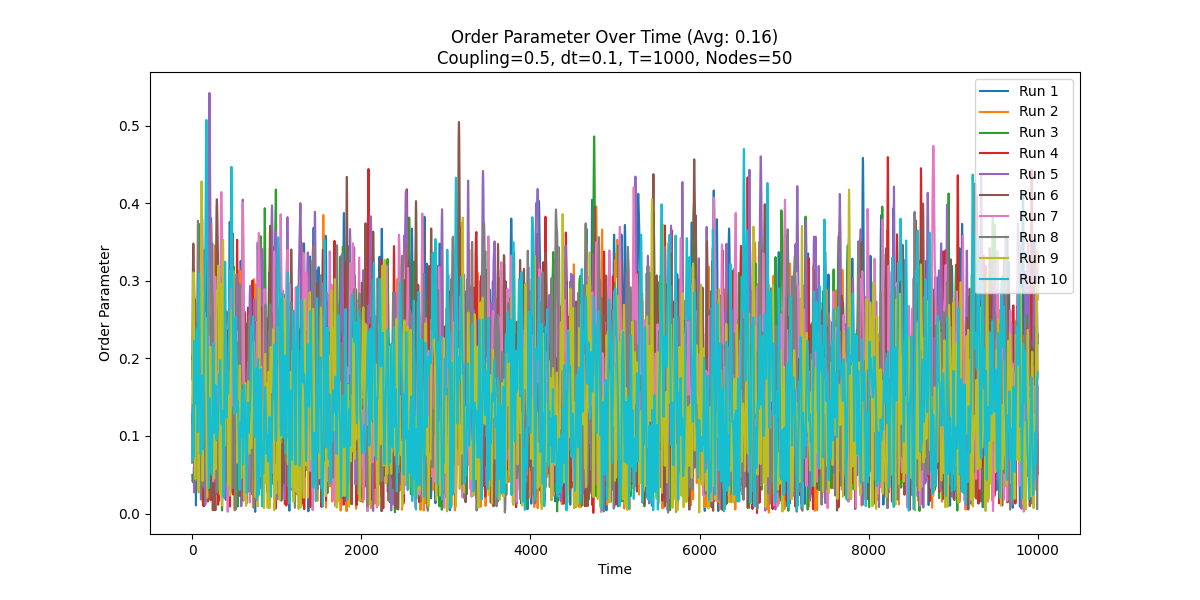 Order Parameter Over Time (Avg: 0.16)
Coupling=0.5, dt=0.1, T=1000, Nodes=50
Order Parameter
0.5
0.4
0.3
0.2
0.1
0.0
Run 1
Run 2
Run 3
Run 4
Run 5
Run 6
Run 7
Run 8
Run 9
Run 10
0 2000 4000 6000 8000 10000
Time